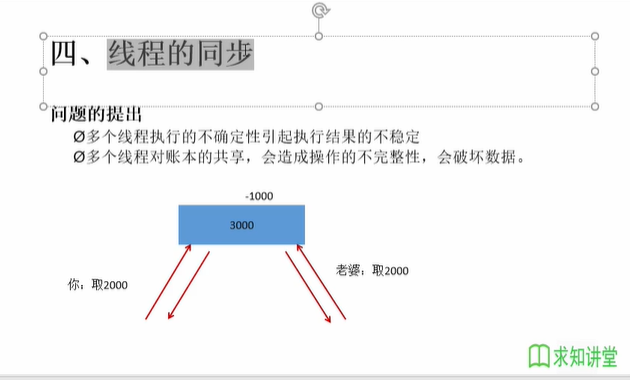 四、线程的同步
问题的提出
Ø多个线程执行的不确定性引起执行结果的不稳定
Ø多个线程对账本的共享，会造成操作的不完整性，会破坏数据。
-1000
3000
你：取2000
老婆：取2000
求知讲堂